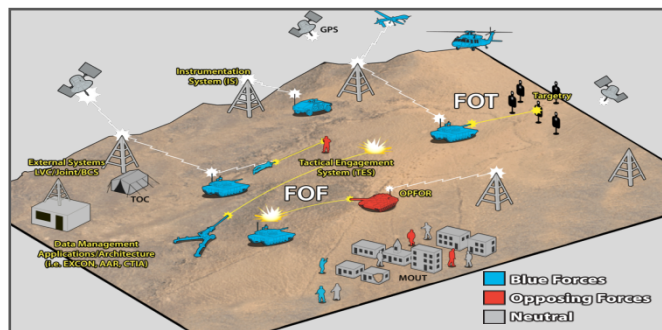 GPS
Instrumentation
System (IS)
FOT
Targetry
External Systems
LVC/Joint/BCS
TOC
Tactical Engagement
System (TES)
FOF
OPFOR
Data Management
Applications/Architecture
(i.e. EXCON, AAR, CTIA)
MOUT
Blue Forces
Opposing Forces
Neutral